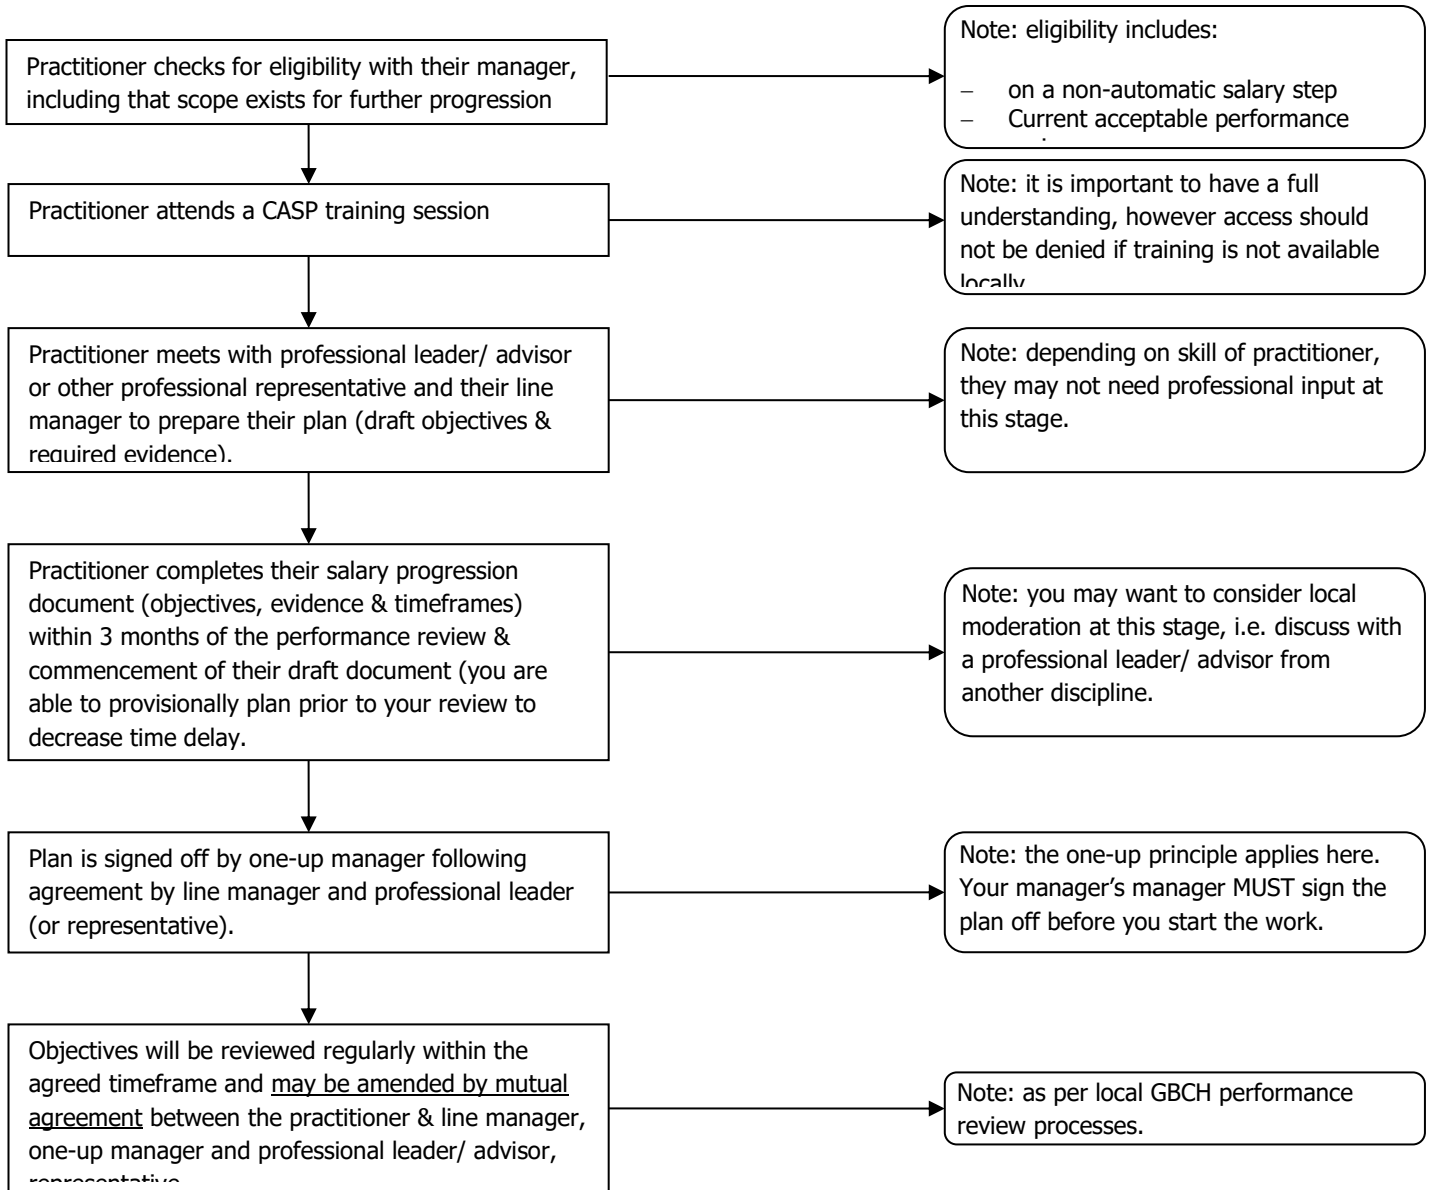 Practitioner checks for eligibility with their manager,
including that scope exists for further progression
Note: eligibility includes:
– on a non-automatic salary step
– Current acceptable performance
Practitioner attends a CASP training session
Note: it is important to have a full
understanding, however access should
not be denied if training is not available
locally
Practitioner meets with professional leader/ advisor
or other professional representative and their line
manager to prepare their plan (draft objectives &
required evidence).
Note: depending on skill of practitioner,
they may not need professional input at
this stage.
Practitioner completes their salary progression
document (objectives, evidence & timeframes)
within 3 months of the performance review &
commencement of their draft document (you are
able to provisionally plan prior to your review to
decrease time delay.
Note: you may want to consider local
moderation at this stage, i.e. discuss with
a professional leader/ advisor from
another discipline.
Plan is signed off by one-up manager following
agreement by line manager and professional leader
(or representative).
Note: the one-up principle applies here.
Your manager’s manager MUST sign the
plan off before you start the work.
Objectives will be reviewed regularly within the
agreed timeframe and may be amended by mutual
agreement between the practitioner & line manager,
one-up manager and professional leader/ advisor,
representative
Note: as per local GBCH performance
review processes.